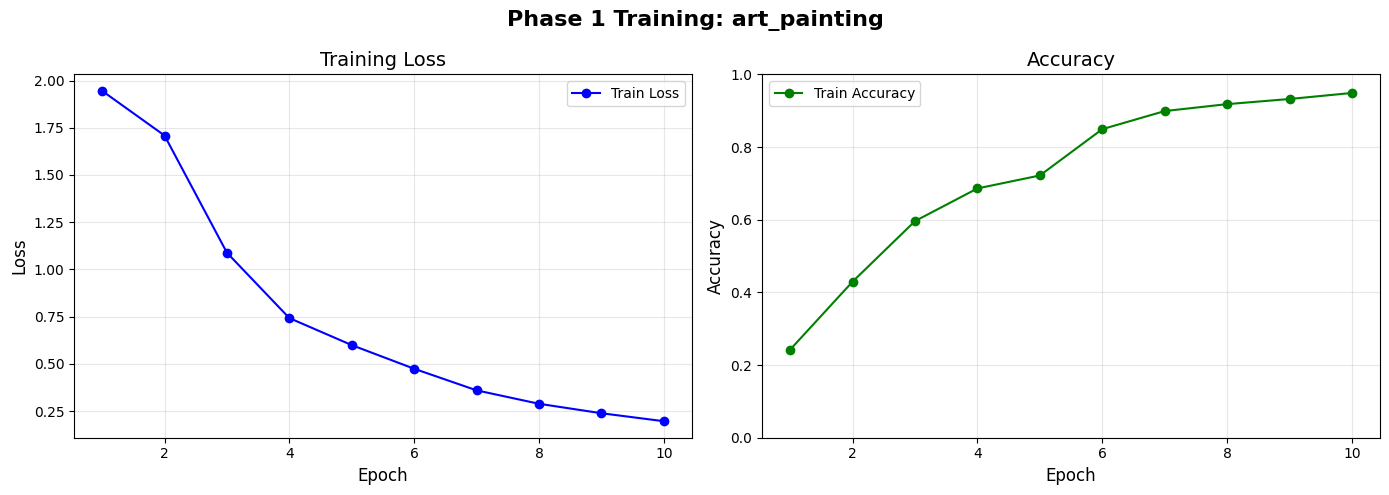 Phase 1 Training: art_painting
Training Loss
2.00
1.75
1.50
1.25
1.00
0.75
0.50
0.25
Loss
Train Loss
2
4
6
8
10
Epoch
Accuracy
1.0
0.8
0.6
0.4
0.2
0.0
Accuracy
Train Accuracy
2
4
6
8
10
Epoch